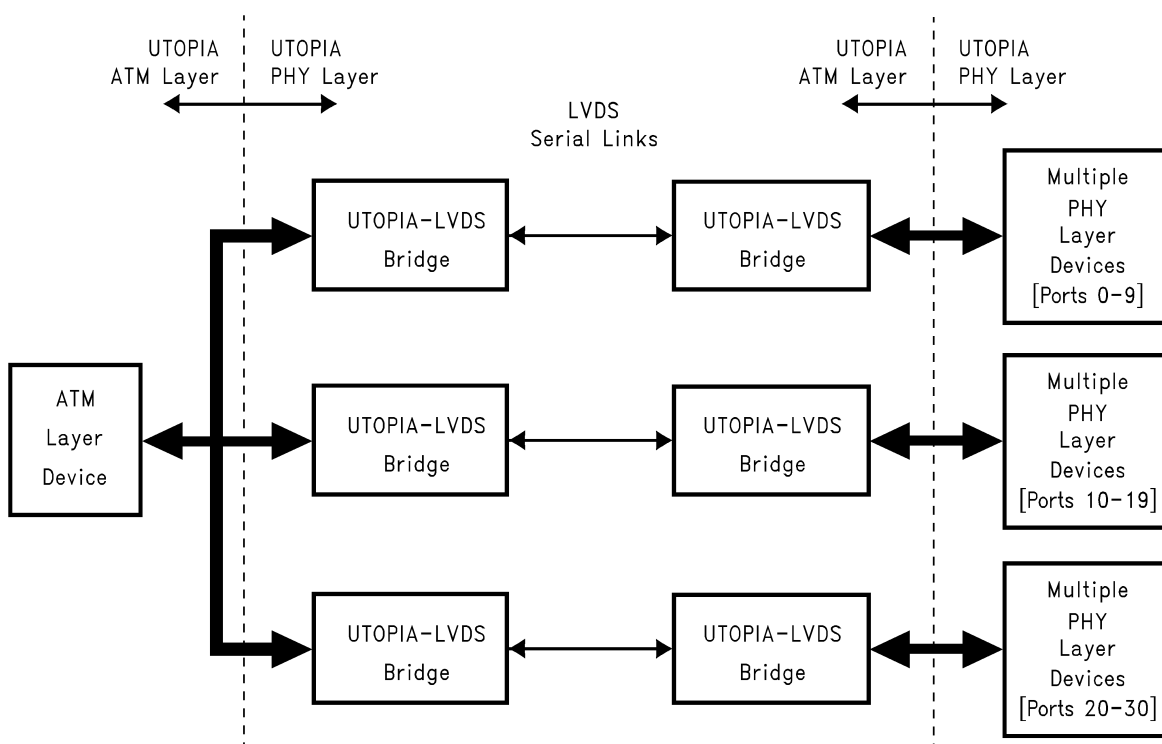 UTOPIA
ATM Layer
UTOPIA
PHY Layer
LVDS
Serial Links
UTOPIA
ATM Layer
UTOPIA
PHY Layer
UTOPIA-LVDS
Bridge
UTOPIA-LVDS
Bridge
Multiple
PHY
Layer
Devices
[Ports 0-9]
ATM
Layer
Device
UTOPIA-LVDS
Bridge
UTOPIA-LVDS
Bridge
Multiple
PHY
Layer
Devices
[Ports 10-19]
UTOPIA-LVDS
Bridge
UTOPIA-LVDS
Bridge
Multiple
PHY
Layer
Devices
[Ports 20-30]